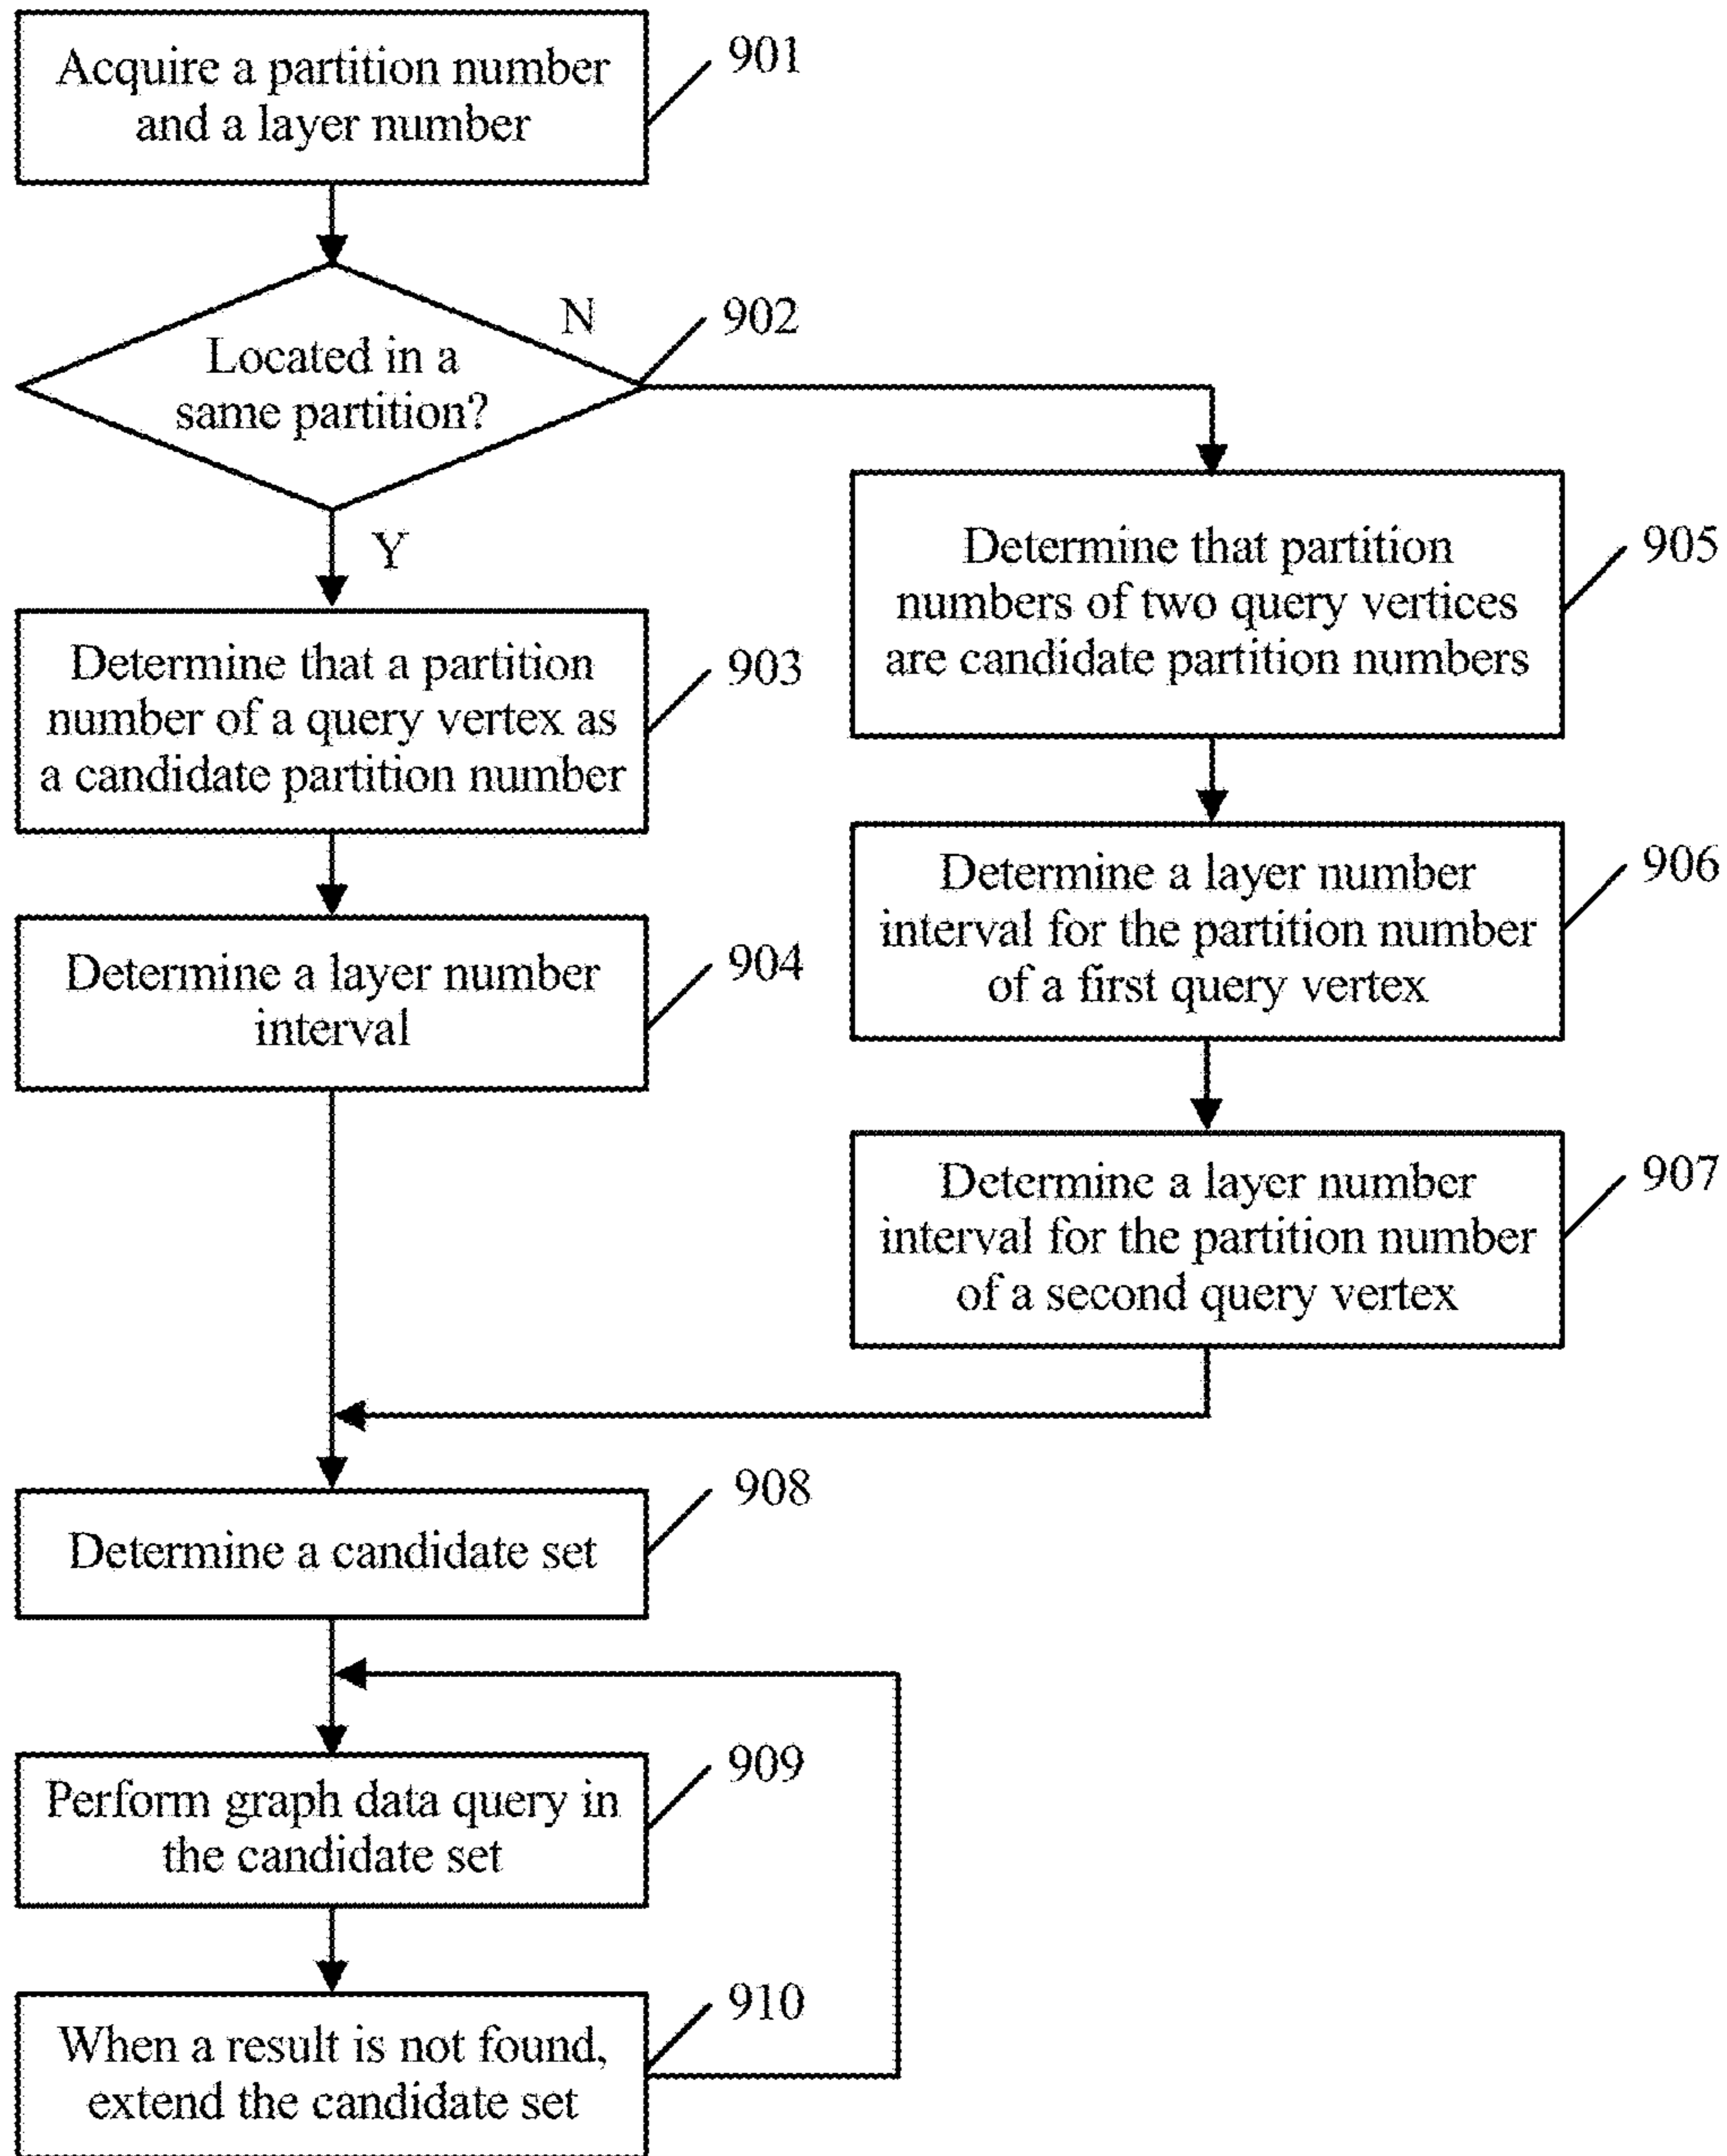 Acquire a partition number
and a layer number
901
Located in a
same partition?
902
N
Y
Determine that a partition
number of a query vertex as
a candidate partition number
903
Determine a layer number
interval
904
Determine that partition
numbers of two query vertices
are candidate partition numbers
905
Determine a layer number
interval for the partition number
of a first query vertex
906
Determine a layer number
interval for the partition number
of a second query vertex
907
Determine a candidate set
908
Perform graph data query in
the candidate set
909
When a result is not found,
extend the candidate set
910